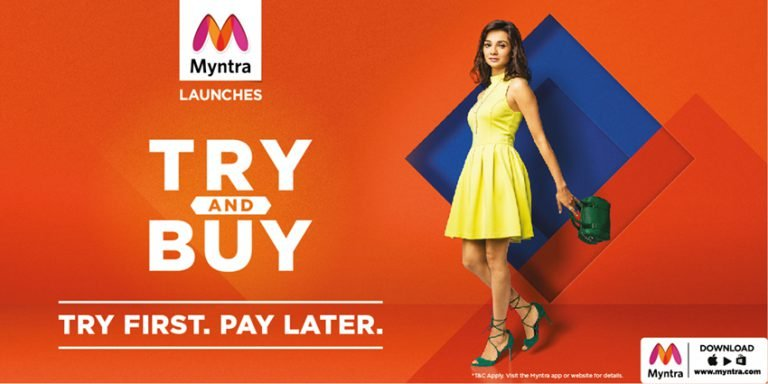 Myntra
LAUNCHES
TRY
AND
BUY
TRY FIRST. PAY LATER.
*T&C Apply. Visit the Myntra app or website for details.
Myntra
DOWNLOAD
www.myntra.com